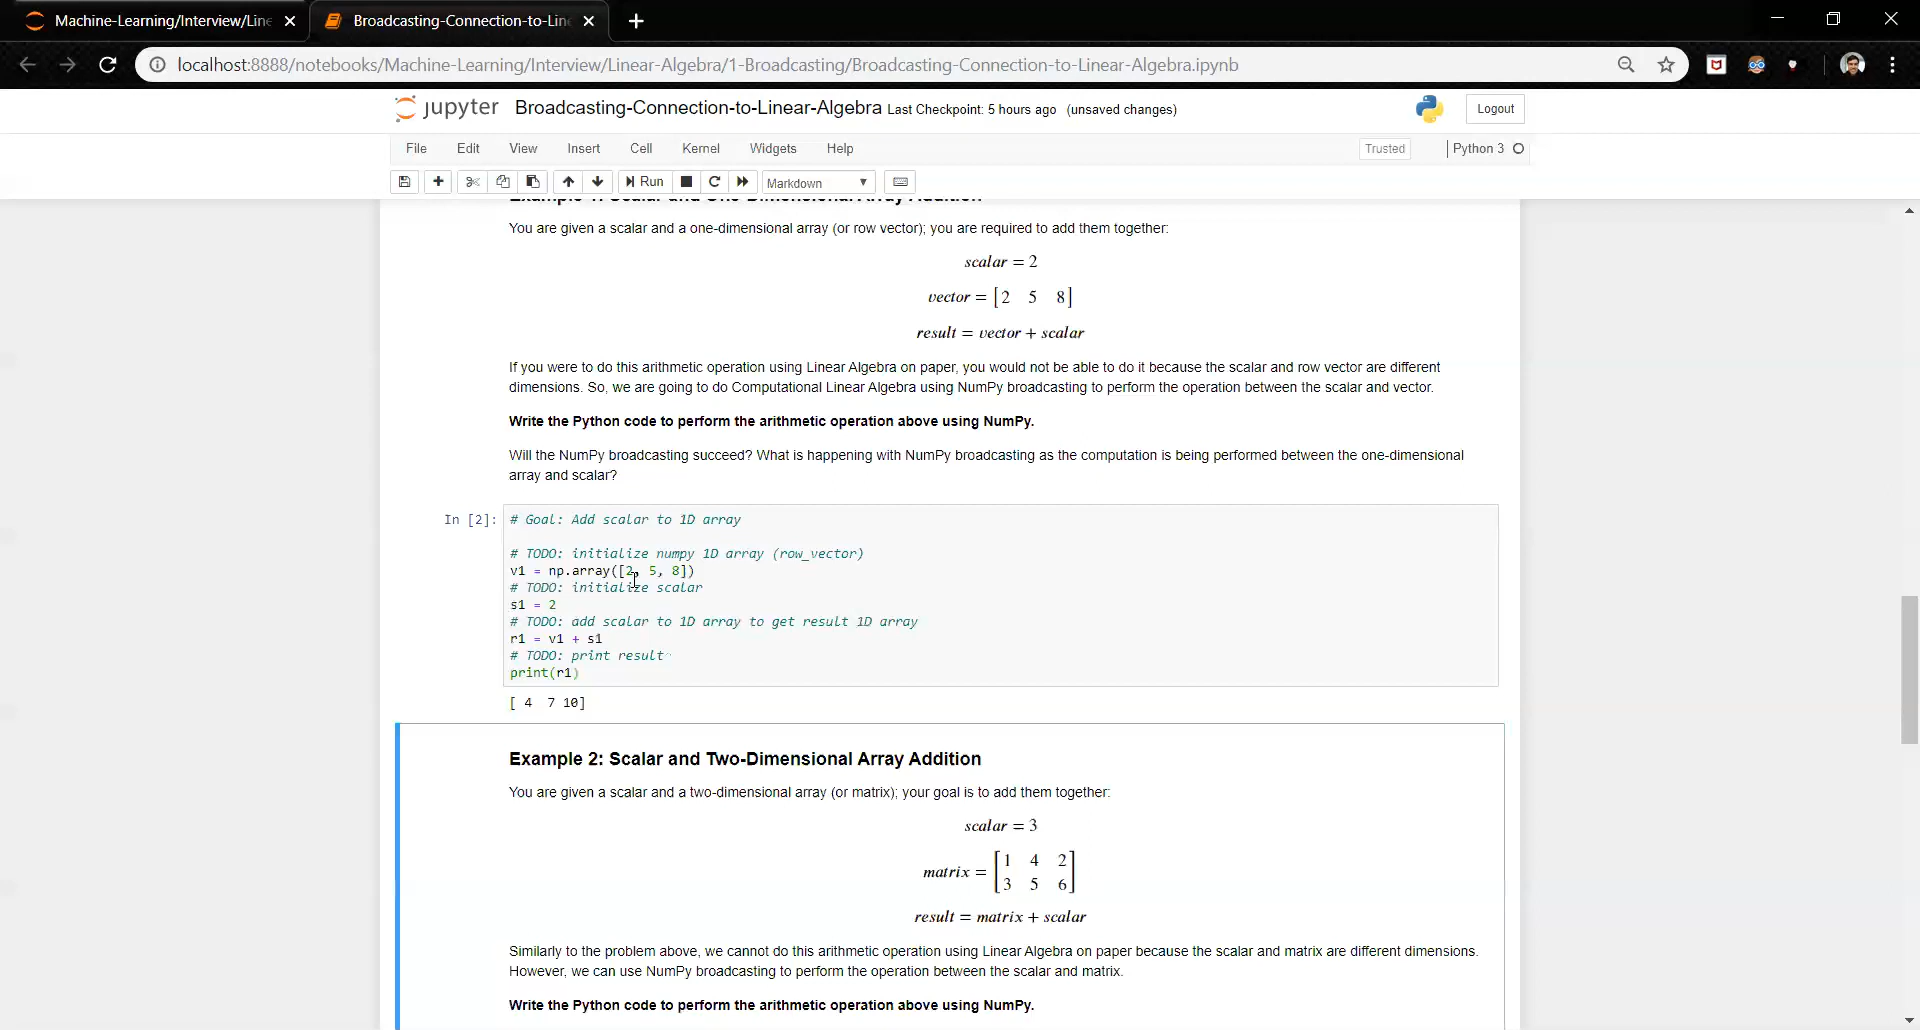 Machine-Learning/Interview/Line
Broadcasting-Connection-to-Lin
localhost:8888/notebooks/Machine-Learning/Interview/Linear-Algebra/1-Broadcasting/Broadcasting-Connection-to-Linear-Algebra.ipynb
jupyter Broadcasting-Connection-to-Linear-Algebra Last Checkpoint: 5 hours ago (unsaved changes) Logout
File Edit View Insert Cell Kernel Widgets Help Trusted Python 3
Run Markdown
Example 1: Scalar and One-Dimensional Array Addition
You are given a scalar and a one-dimensional array (or row vector); you are required to add them together:
scalar = 2
vector = [2 5 8]
result = vector + scalar
If you were to do this arithmetic operation using Linear Algebra on paper, you would not be able to do it because the scalar and row vector are different
dimensions. So, we are going to do Computational Linear Algebra using NumPy broadcasting to perform the operation between the scalar and vector.
Write the Python code to perform the arithmetic operation above using NumPy.
Will the NumPy broadcasting succeed? What is happening with NumPy broadcasting as the computation is being performed between the one-dimensional
array and scalar?
In [2]: # Goal: Add scalar to 1D array
# TODO: initialize numpy 1D array (row_vector)
v1 = np.array([2, 5, 8])
# TODO: initialize scalar
s1 = 2
# TODO: add scalar to 1D array to get result 1D array
r1 = v1 + s1
# TODO: print result
print(r1)
[ 4 7 10]
Example 2: Scalar and Two-Dimensional Array Addition
You are given a scalar and a two-dimensional array (or matrix); your goal is to add them together:
scalar = 3
1 4 2
matrix =
3 5 6
result = matrix + scalar
Similarly to the problem above, we cannot do this arithmetic operation using Linear Algebra on paper because the scalar and matrix are different dimensions.
However, we can use NumPy broadcasting to perform the operation between the scalar and matrix.
Write the Python code to perform the arithmetic operation above using NumPy.